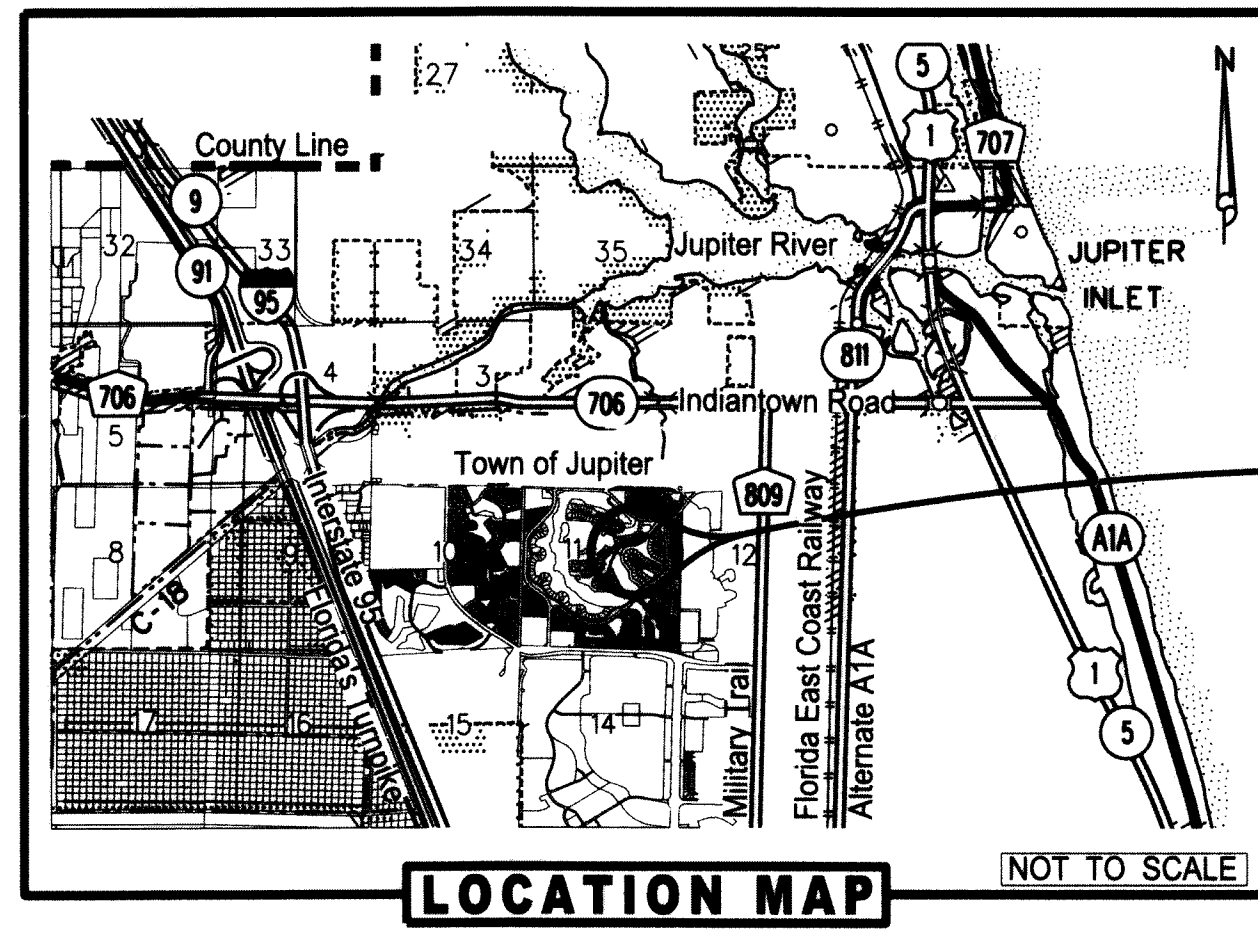 27
25
5
N
County Line
1
707
9
32
33
34
35
Jupiter River
JUPITER
INLET
91
95
811
4
3
706
706
Indiantown Road
5
Town of Jupiter
809
Interstate 95
Florida's Turnpike
8
C-18
11
12
A1A
Military Trail
Florida East Coast Railway
Alternate A1A
1
5
17
16
15
14
NOT TO SCALE
LOCATION MAP